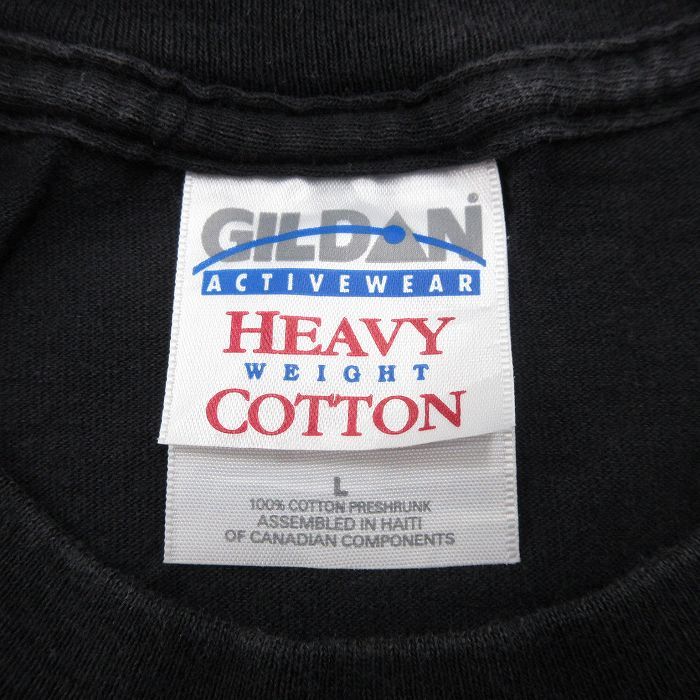 GILDAN
ACTIVEWEAR
HEAVY
WEIGHT
COTTON
L
100% COTTON PRESHRUNK
ASSEMBLED IN HAITI
OF CANADIAN COMPONENTS